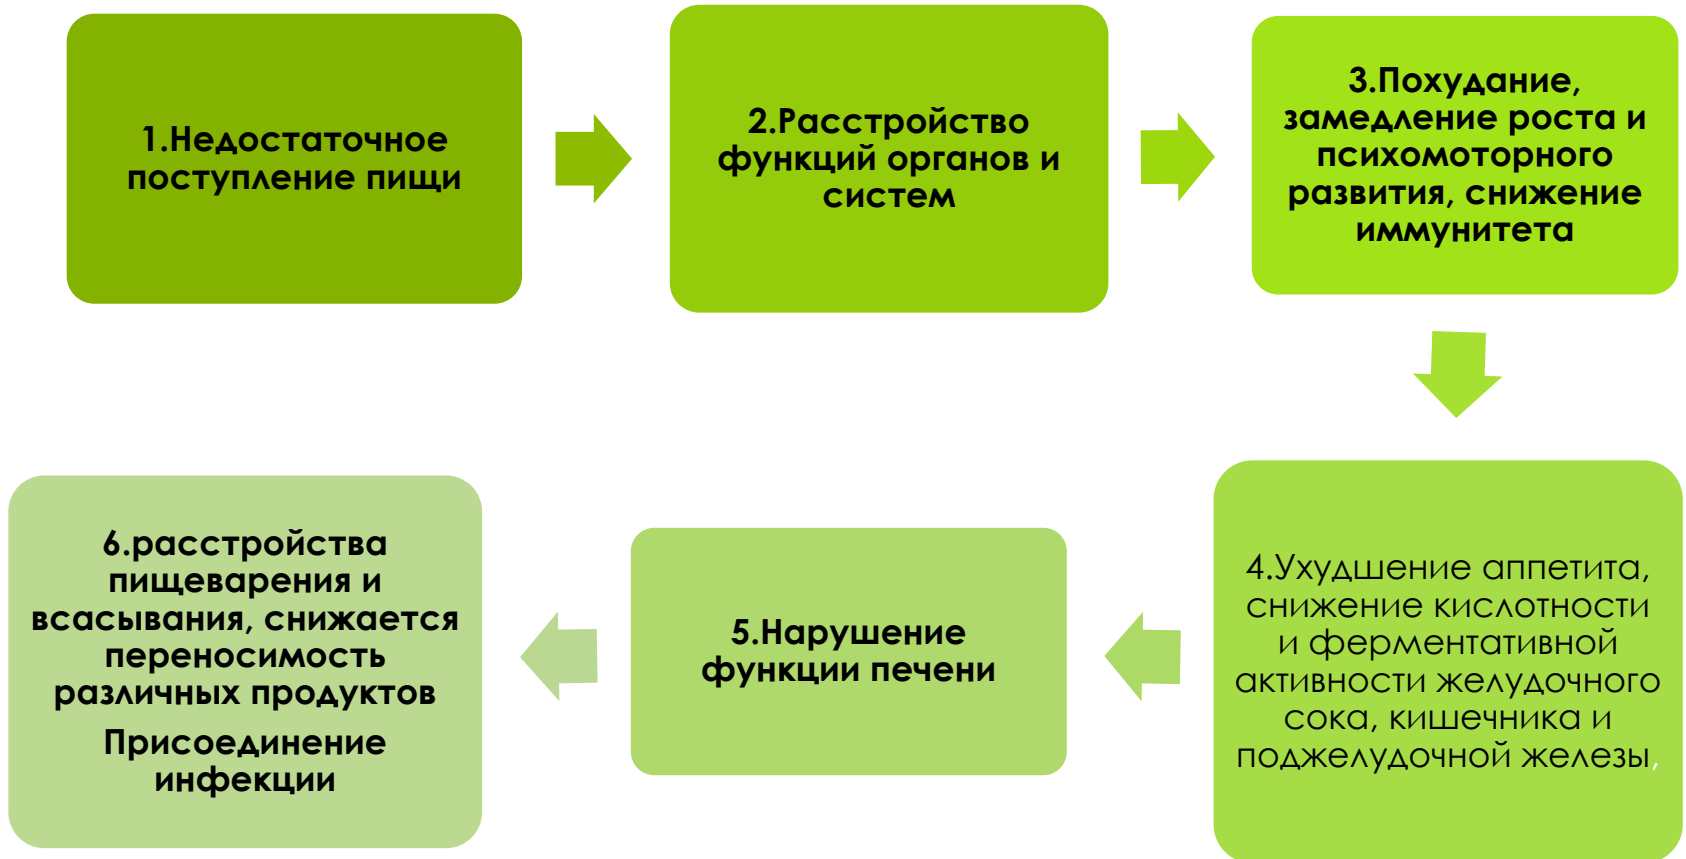 1.Недостаточное
поступление пищи
2.Расстройство
функций органов и
систем
3.Похудание,
замедление роста и
психомоторного
развития, снижение
иммунитета
4.Ухудшение аппетита,
снижение кислотности
и ферментативной
активности желудочного
сока, кишечника и
поджелудочной железы,
5.Нарушение
функции печени
6.расстройства
пищеварения и
всасывания, снижается
переносимость
различных продуктов
Присоединение
инфекции